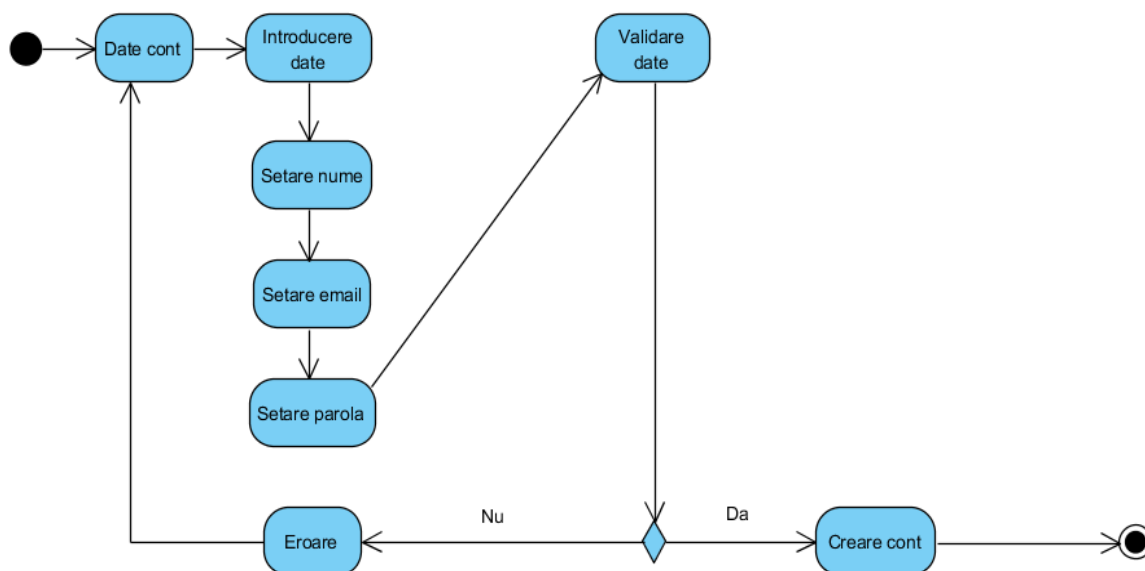 Date cont
Introducere
date
Validare
date
Setare nume
Setare email
Setare parola
Eroare
Nu
Da
Creare cont